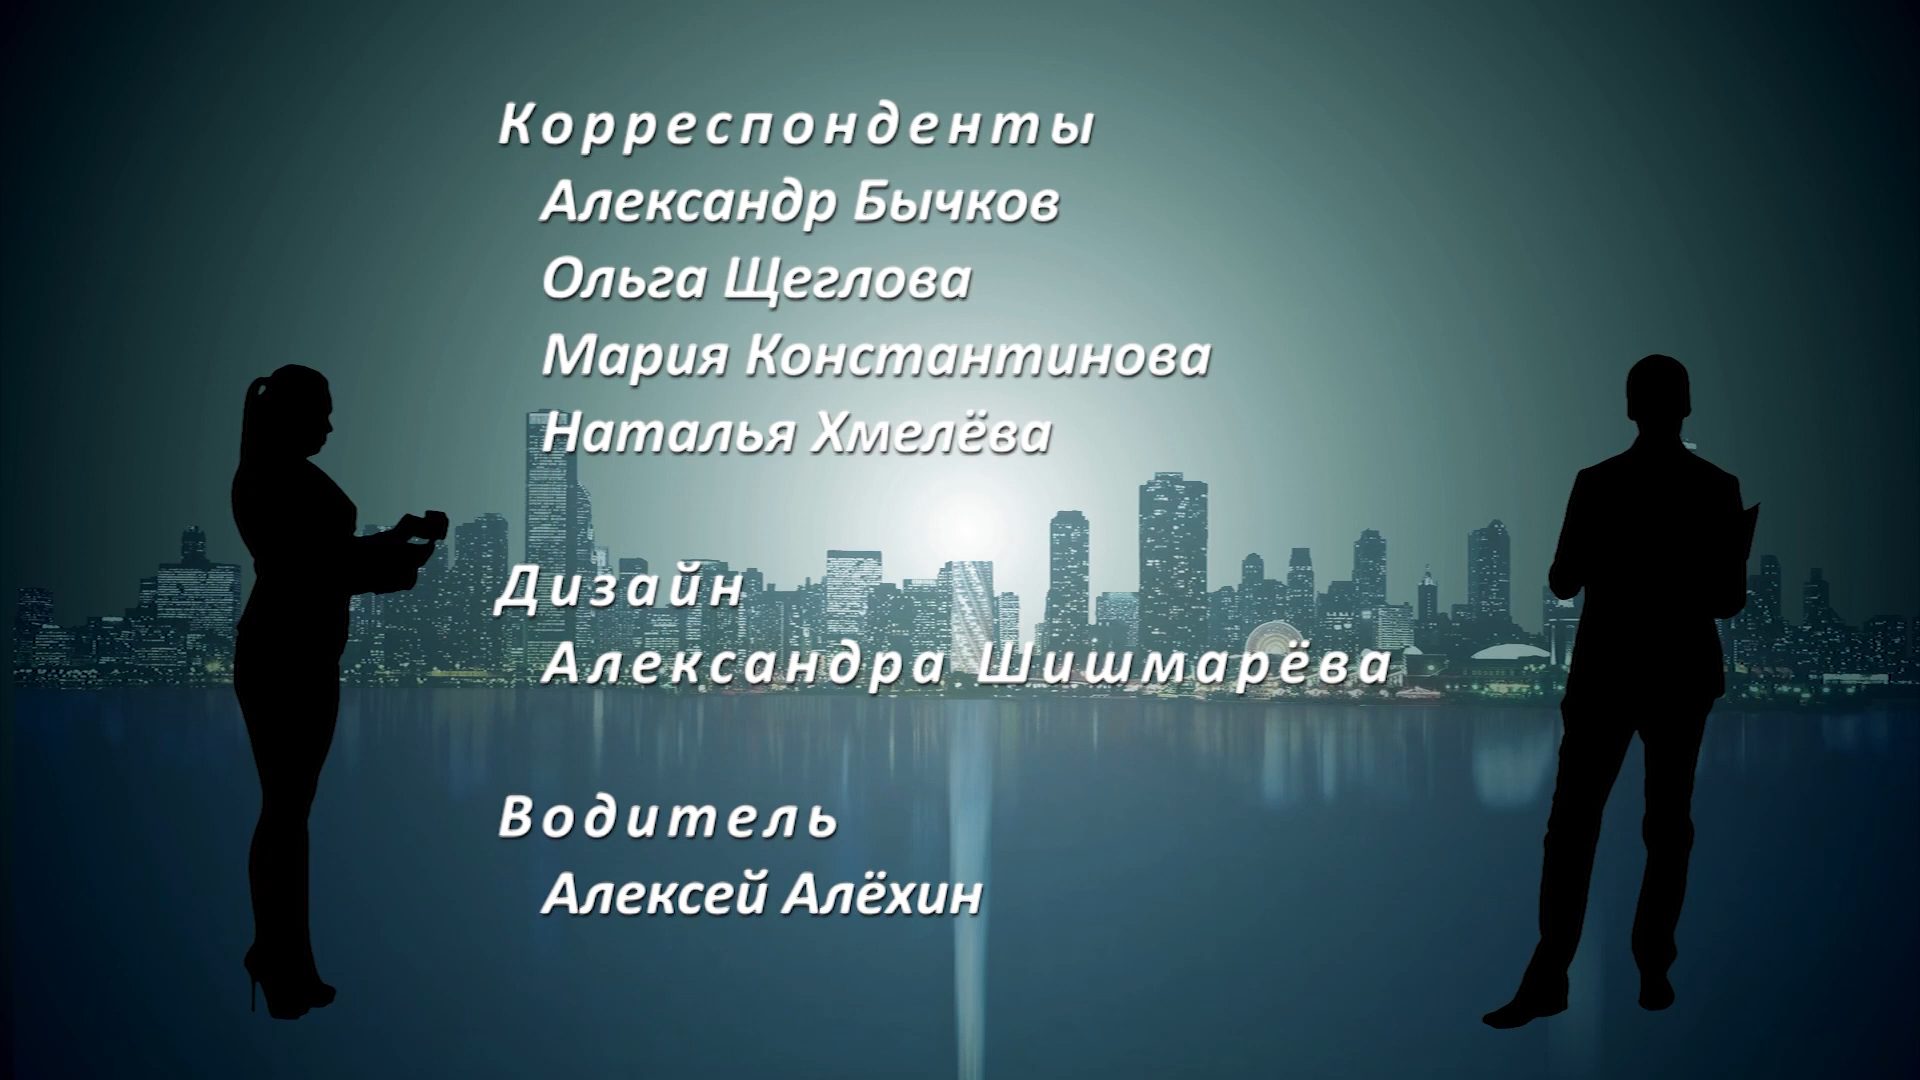 Корреспонденты
Александр Бычков
Ольга Щеглова
Мария Константинова
Наталья Хмелёва
Дизайн
Александра Шишмарёва
Водитель
Алексей Алёхин